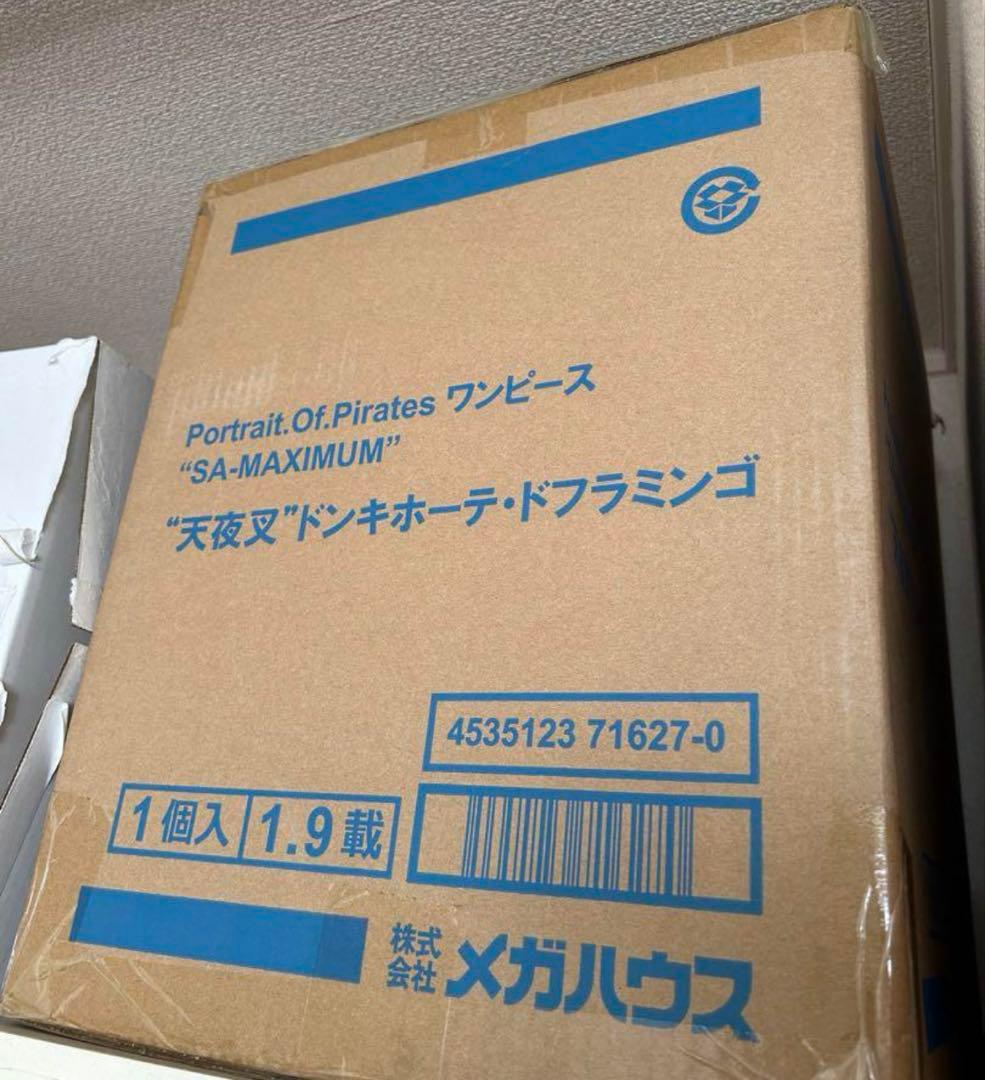 Portrait.Of.Pirates ワンピース
“SA-MAXIMUM”
“天夜叉”ドンキホーテ・ドフラミンゴ
4535123 71627-0
1個入 1.9載
株式会社 メガハウス